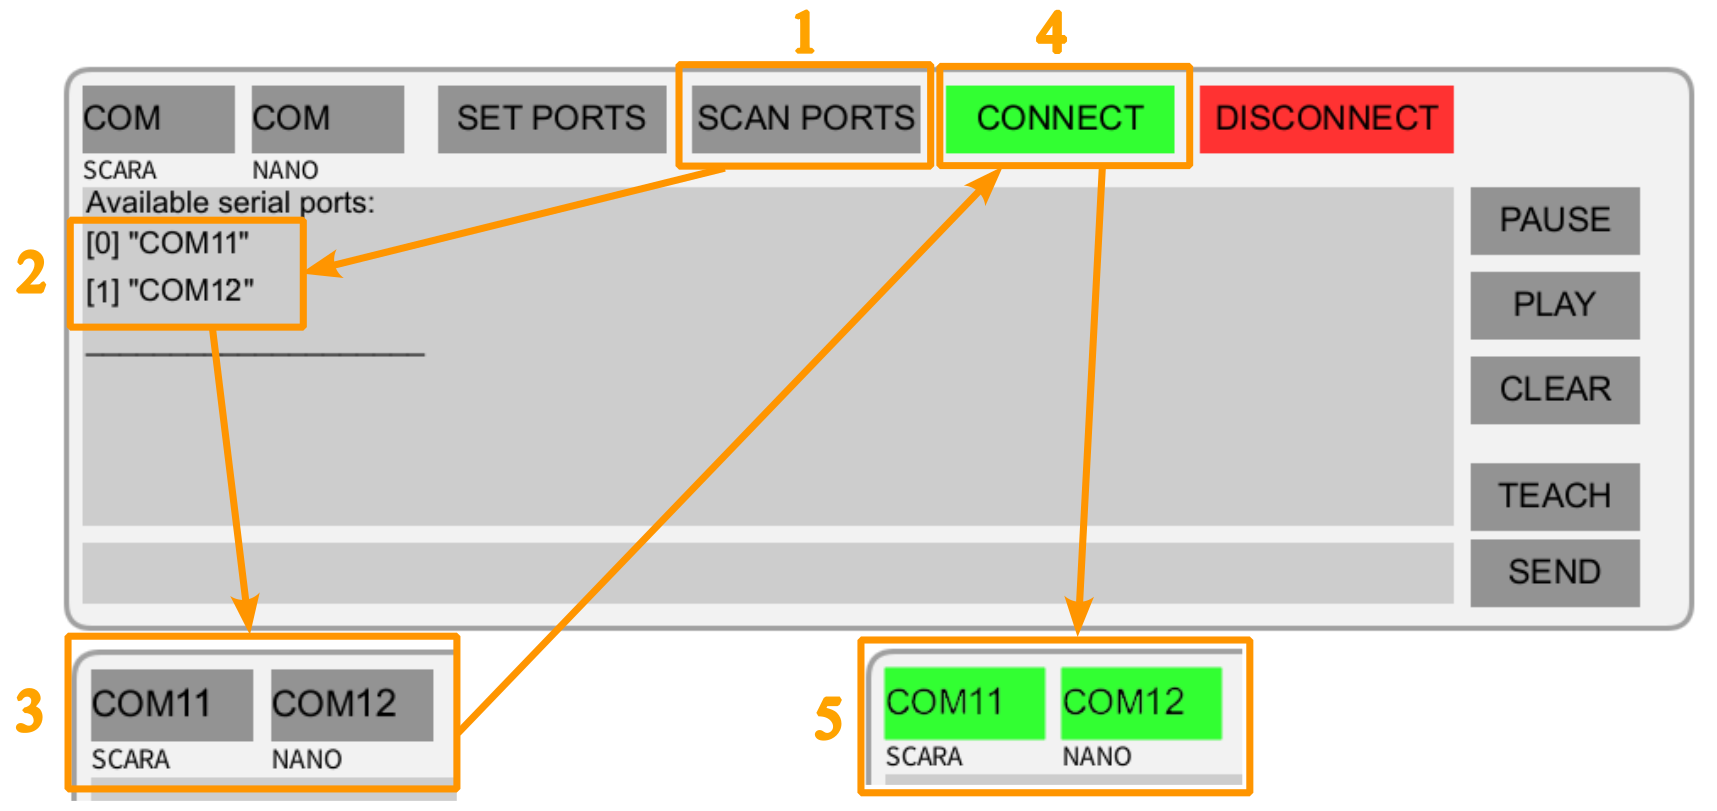 1 4
COM COM SET PORTS SCAN PORTS CONNECT DISCONNECT
SCARA NANO
Available serial ports:
[0] "COM11"
[1] "COM12"
2
PAUSE
PLAY
CLEAR
TEACH
SEND
3
COM11 COM12
SCARA NANO
5
COM11 COM12
SCARA NANO